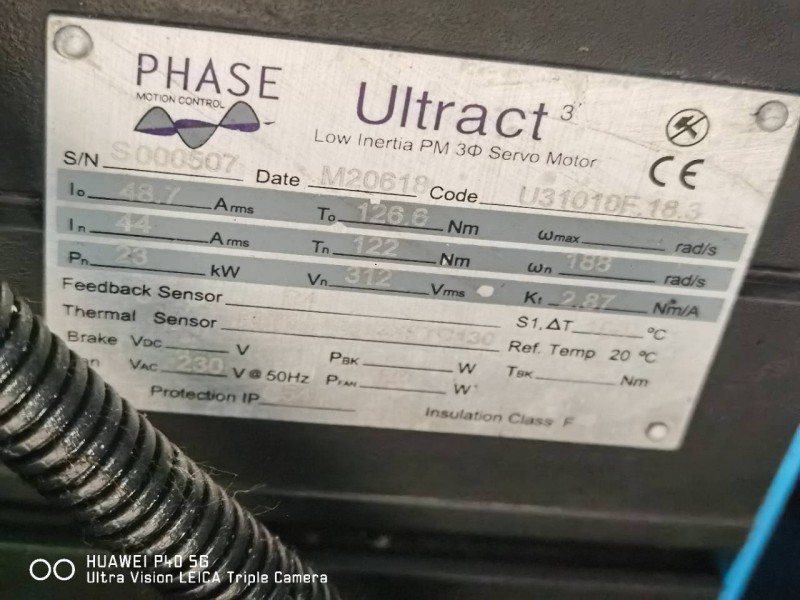 PHASE
MOTION CONTROL
Ultract 3
Low Inertia PM 3Φ Servo Motor
CE
S/N S000507 Date M20618 Code U31010F.18.3
Io 48.7 Arms To 126.6 Nm ωmax rad/s
In 44 Arms Tn 122 Nm ωn 188 rad/s
Pn 23 kW Vn 312 Vrms Kt 2.87 Nm/A
Feedback Sensor S1, ΔT °C
Thermal Sensor Ref. Temp 20 °C
Brake VDC V PBK W TBK Nm
VAC 230 V @ 50Hz PFAN W
Protection IP Insulation Class F
HUAWEI P40 5G
Ultra Vision LEICA Triple Camera